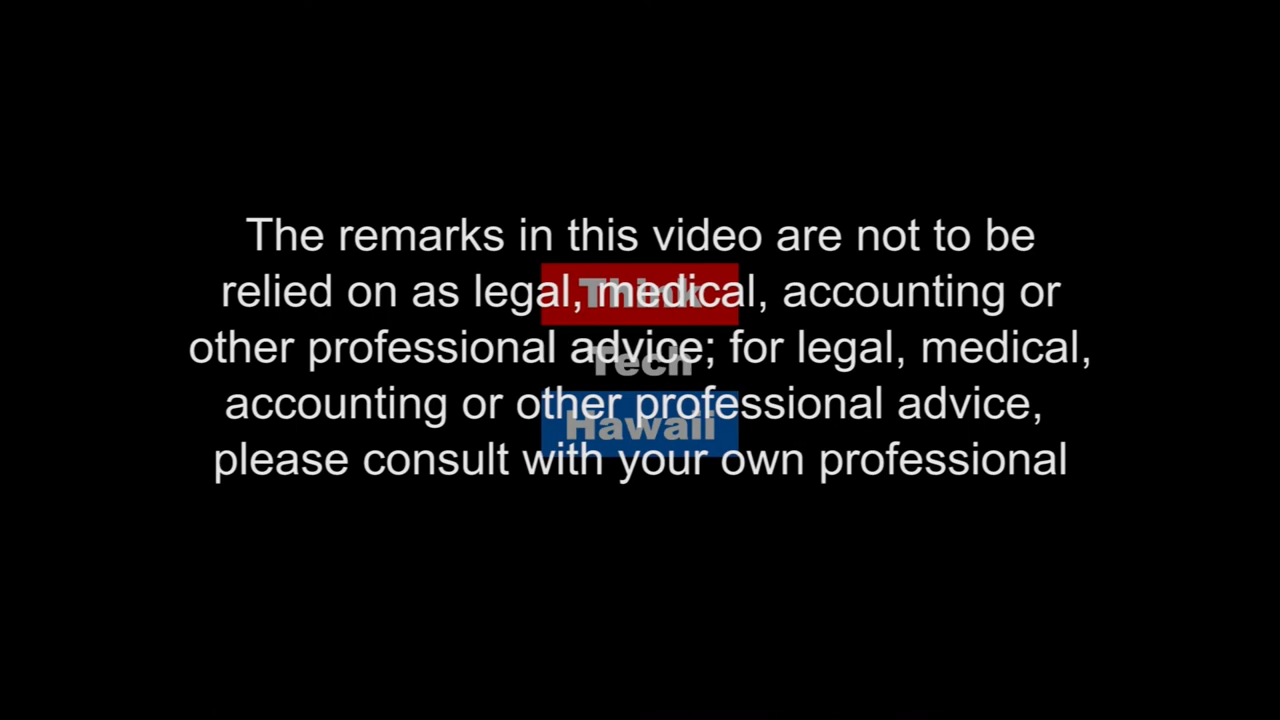 The remarks in this video are not to be
relied on as legal, medical, accounting or
other professional advice; for legal, medical,
accounting or other professional advice,
please consult with your own professional
Think
Tech
Hawaii